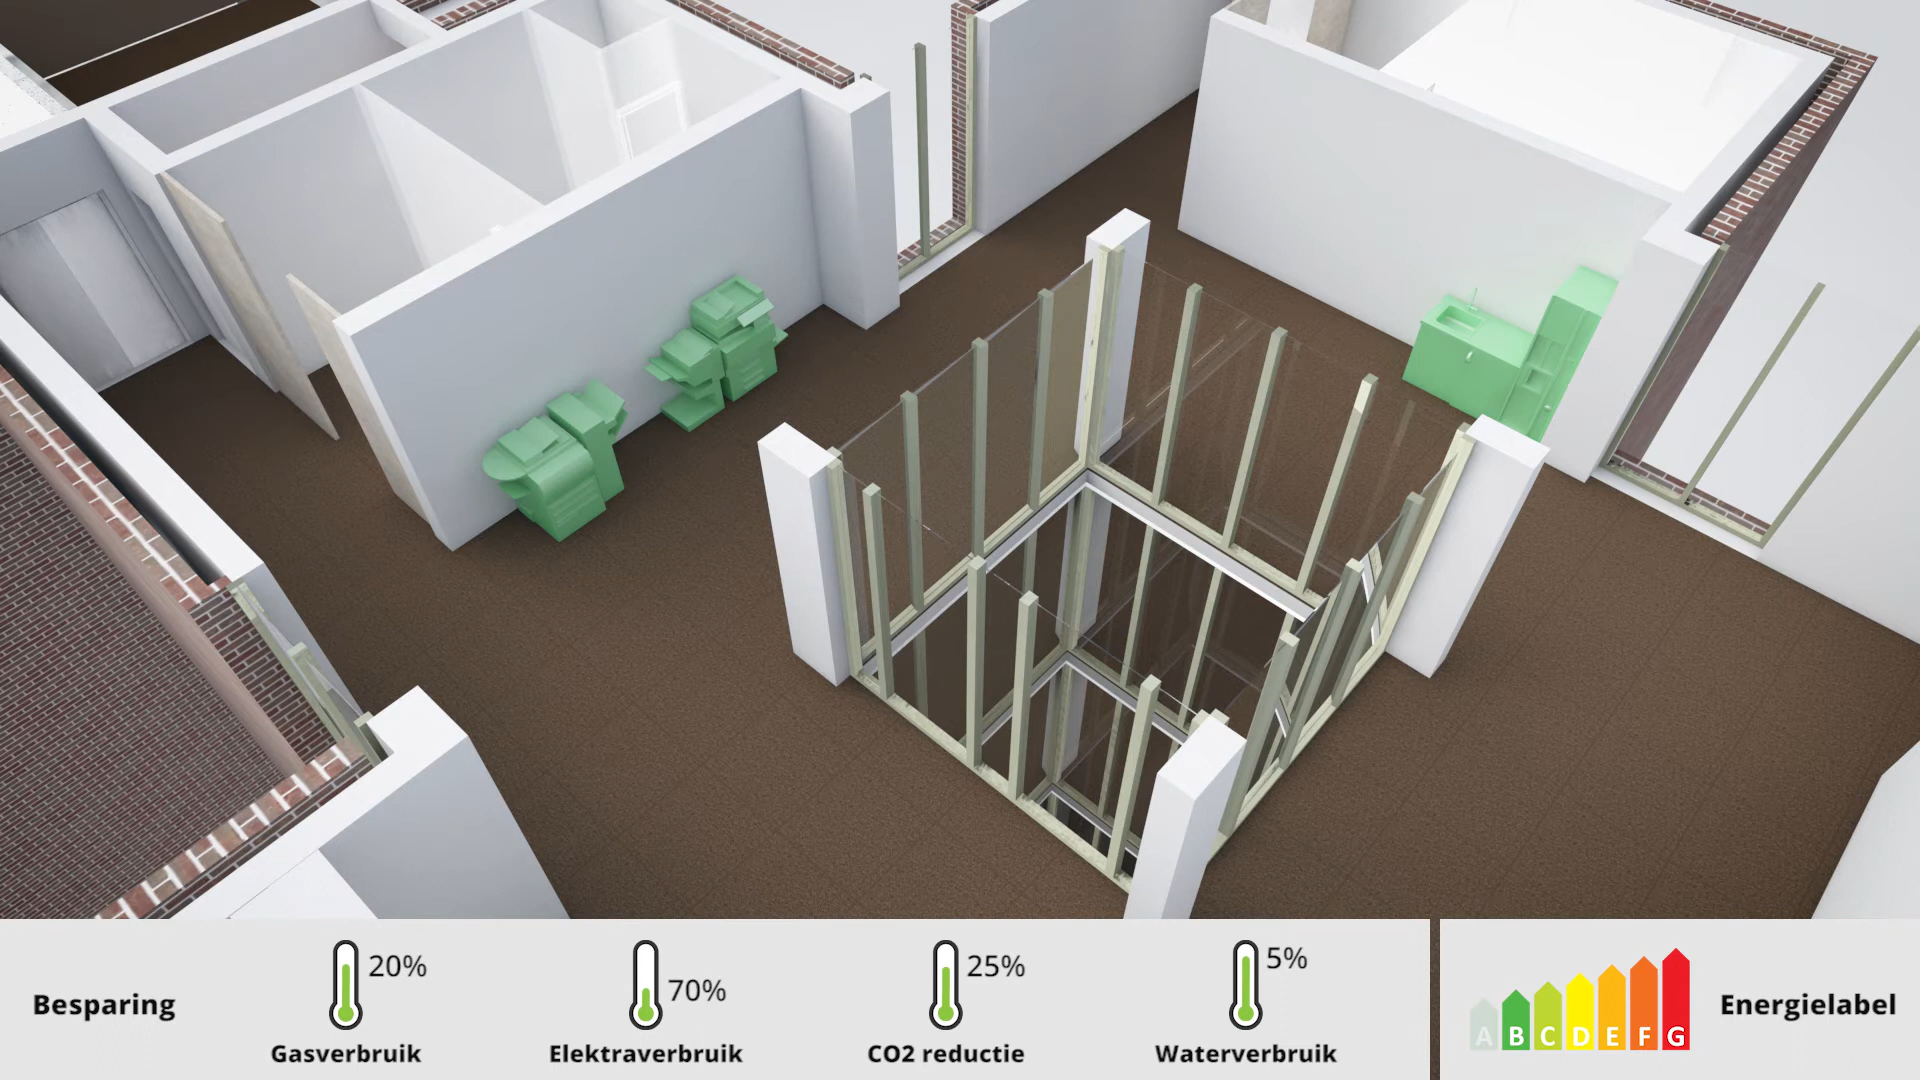 Besparing
20%
Gasverbruik
70%
Elektraverbruik
25%
CO2 reductie
5%
Waterverbruik
A B C D E F G
Energielabel